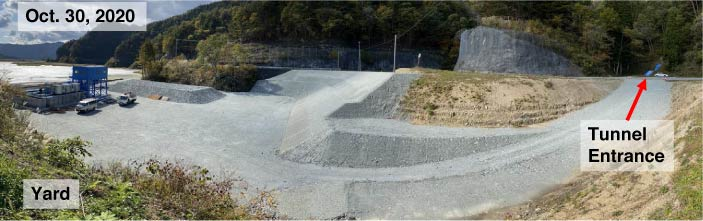 Oct. 30, 2020
Tunnel
Entrance
Yard